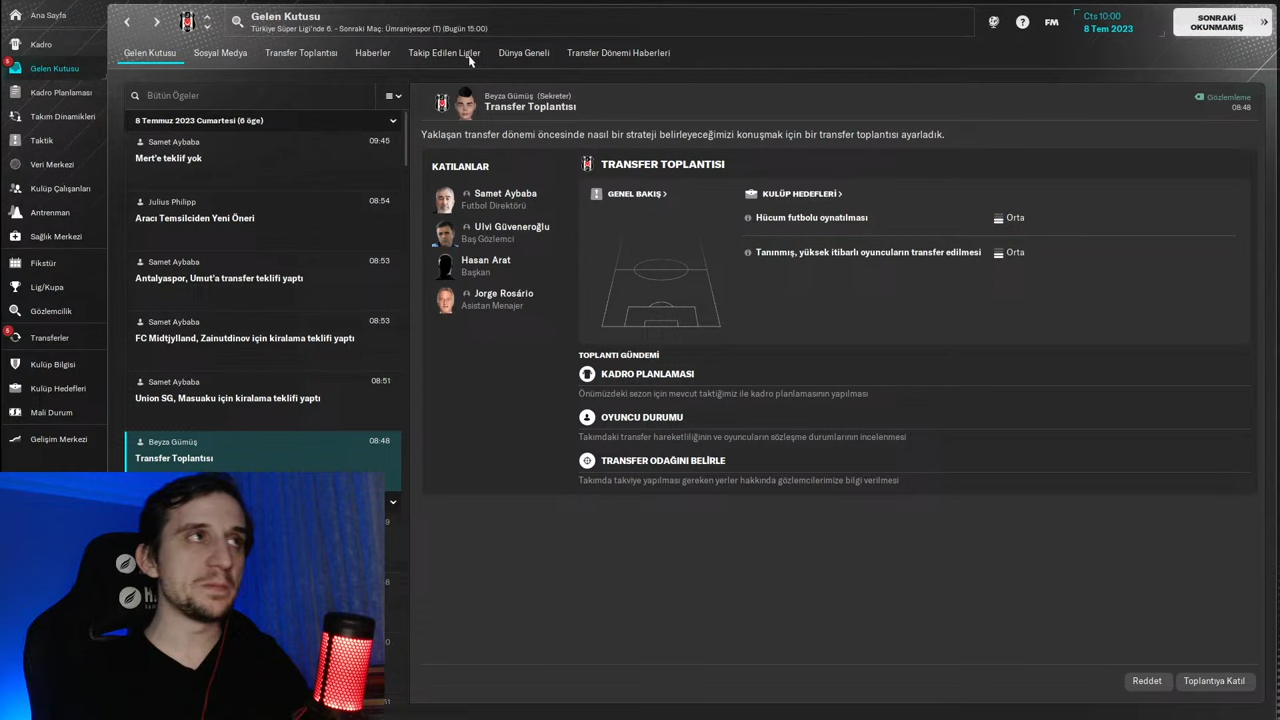 Ana Sayfa
Kadro
5
Gelen Kutusu
Kadro Planlaması
Takım Dinamikleri
Taktik
Veri Merkezi
Kulüp Çalışanları
Antrenman
Sağlık Merkezi
Fikstür
Lig/Kupa
Gözlemcilik
5
Transferler
Kulüp Bilgisi
Kulüp Hedefleri
Mali Durum
Gelişim Merkezi
Gelen Kutusu
Türkiye Süper Ligi'nde 6. - Sonraki Maç: Ümraniyespor (T) (Bugün 15:00)
FM
Cts 10:00
8 Tem 2023
SONRAKİ
OKUNMAMIŞ
Gelen Kutusu Sosyal Medya Transfer Toplantısı Haberler Takip Edilen Ligler Dünya Geneli Transfer Dönemi Haberleri
Bütün Ögeler
8 Temmuz 2023 Cumartesi (6 öge)
Samet Aybaba 09:45
Mert'e teklif yok
Julius Philipp 08:54
Aracı Temsilciden Yeni Öneri
Samet Aybaba 08:53
Antalyaspor, Umut'a transfer teklifi yaptı
Samet Aybaba 08:53
FC Midtjylland, Zainutdinov için kiralama teklifi yaptı
Samet Aybaba 08:51
Union SG, Masuaku için kiralama teklifi yaptı
Beyza Gümüş 08:48
Transfer Toplantısı
Beyza Gümüş (Sekreter)
Transfer Toplantısı
Gözlemleme
08:48
Yaklaşan transfer dönemi öncesinde nasıl bir strateji belirleyeceğimizi konuşmak için bir transfer toplantısı ayarladık.
KATILANLAR
Samet Aybaba
Futbol Direktörü
Ulvi Güveneroğlu
Baş Gözlemci
Hasan Arat
Başkan
Jorge Rosário
Asistan Menajer
TRANSFER TOPLANTISI
GENEL BAKIŞ
KULÜP HEDEFLERİ
Hücum futbolu oynatılması Orta
Tanınmış, yüksek itibarlı oyuncuların transfer edilmesi Orta
TOPLANTI GÜNDEMİ
KADRO PLANLAMASI
Önümüzdeki sezon için mevcut taktiğimiz ile kadro planlamasının yapılması
OYUNCU DURUMU
Takımdaki transfer hareketliliğinin ve oyuncuların sözleşme durumlarının incelenmesi
TRANSFER ODAĞINI BELİRLE
Takımda takviye yapılması gereken yerler hakkında gözlemcilerimize bilgi verilmesi
Reddet
Toplantıya Katıl